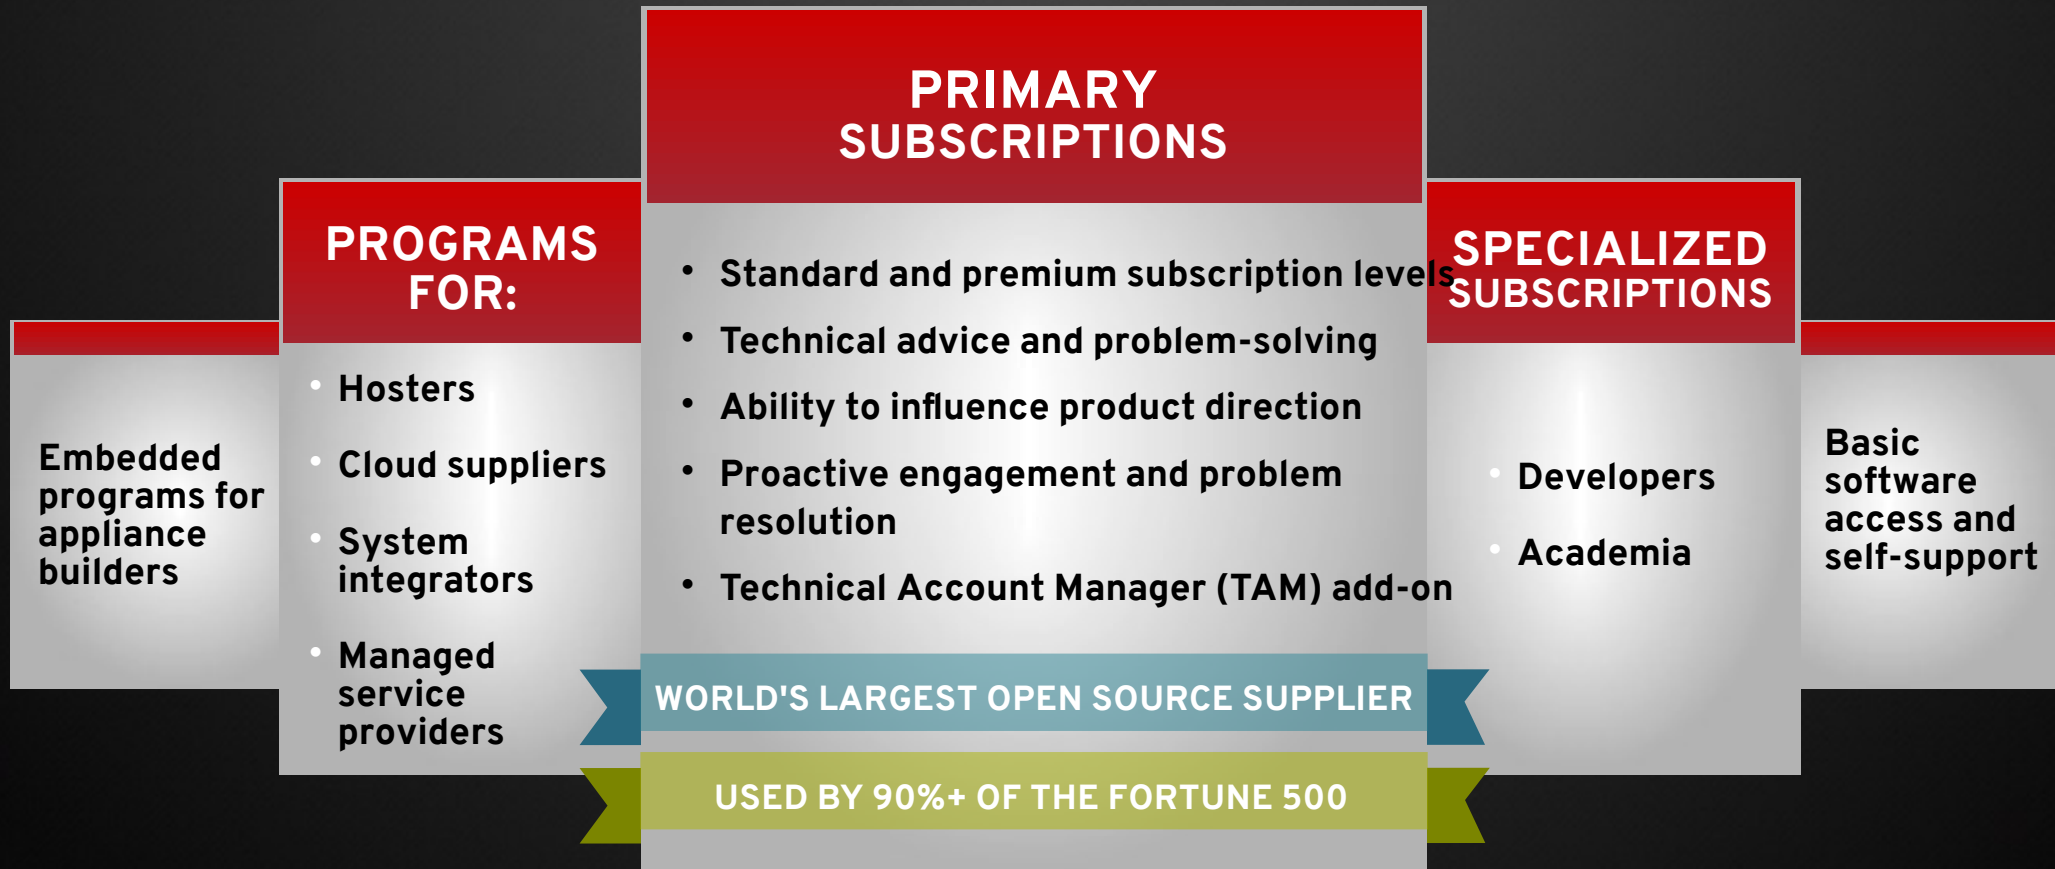 PRIMARY
SUBSCRIPTIONS
PROGRAMS
FOR:
SPECIALIZED
SUBSCRIPTIONS
Embedded
programs for
appliance
builders
• Hosters
• Cloud suppliers
• System
integrators
• Managed
service
providers
• Standard and premium subscription levels
• Technical advice and problem-solving
• Ability to influence product direction
• Proactive engagement and problem
resolution
• Technical Account Manager (TAM) add-on
• Developers
• Academia
Basic
software
access and
self-support
WORLD'S LARGEST OPEN SOURCE SUPPLIER
USED BY 90%+ OF THE FORTUNE 500